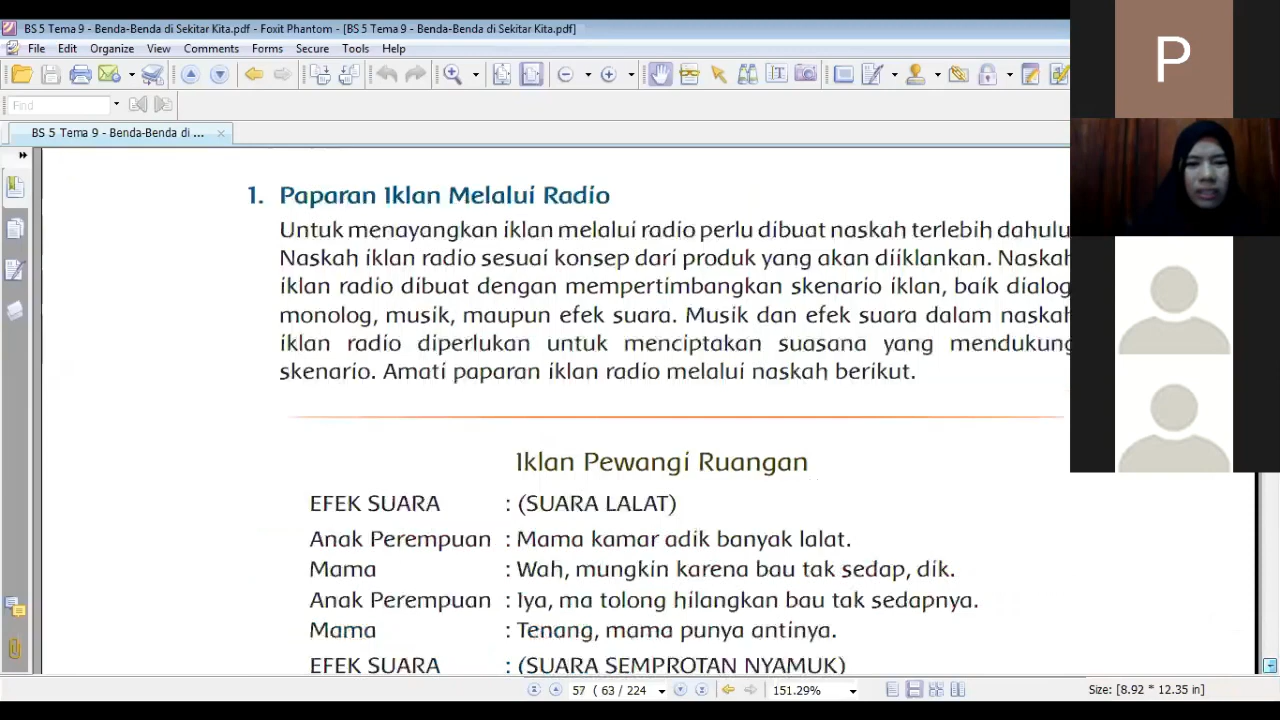 BS 5 Tema 9 - Benda-Benda di Sekitar Kita.pdf - Foxit Phantom - [BS 5 Tema 9 - Benda-Benda di Sekitar Kita.pdf]
File Edit Organize View Comments Forms Secure Tools Help
Find
BS 5 Tema 9 - Benda-Benda di ...
P
1. Paparan Iklan Melalui Radio
Untuk menayangkan iklan melalui radio perlu dibuat naskah terlebih dahulu
Naskah iklan radio sesuai konsep dari produk yang akan diiklankan. Naskah
iklan radio dibuat dengan mempertimbangkan skenario iklan, baik dialog,
monolog, musik, maupun efek suara. Musik dan efek suara dalam naskah
iklan radio diperlukan untuk menciptakan suasana yang mendukung
skenario. Amati paparan iklan radio melalui naskah berikut.
Iklan Pewangi Ruangan
EFEK SUARA : (SUARA LALAT)
Anak Perempuan : Mama kamar adik banyak lalat.
Mama : Wah, mungkin karena bau tak sedap, dik.
Anak Perempuan : Iya, ma tolong hilangkan bau tak sedapnya.
Mama : Tenang, mama punya antinya.
EFEK SUARA : (SUARA SEMPROTAN NYAMUK)
57 ( 63 / 224 ) 151.29% Size: [8.92 * 12.35 in]